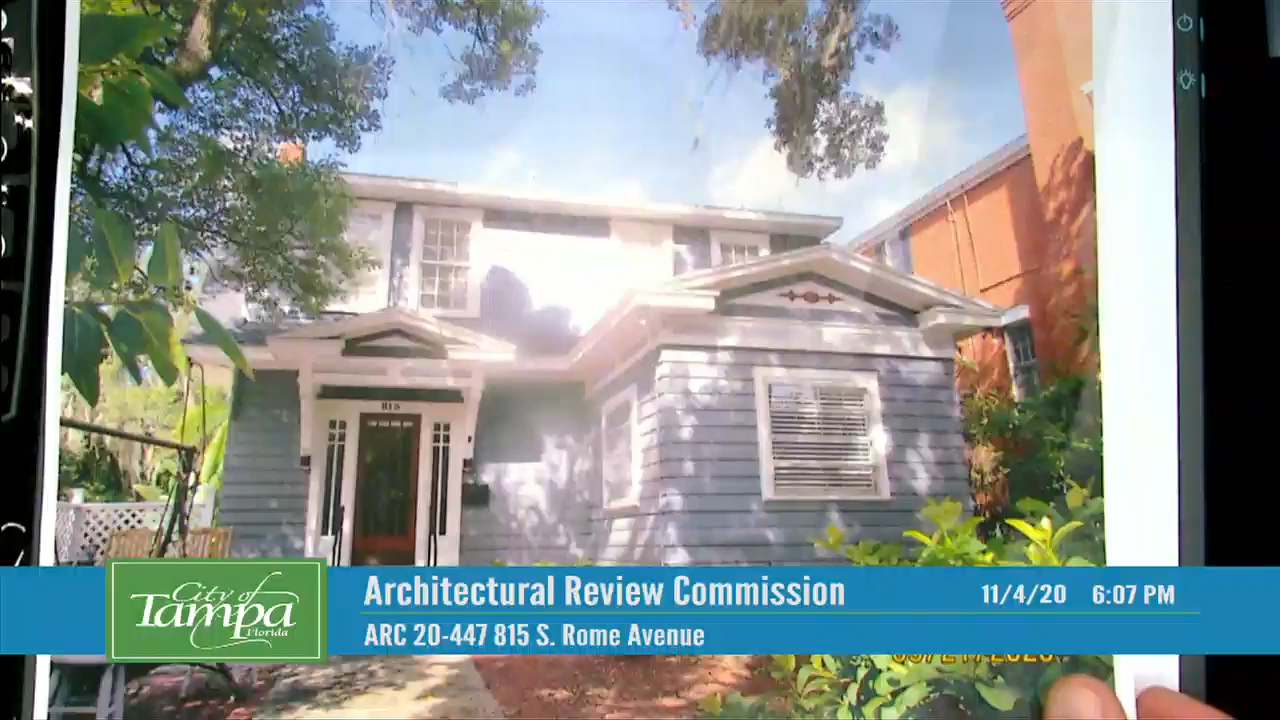 815
City of
Tampa
Florida
Architectural Review Commission
11/4/20 6:07 PM
ARC 20-447 815 S. Rome Avenue